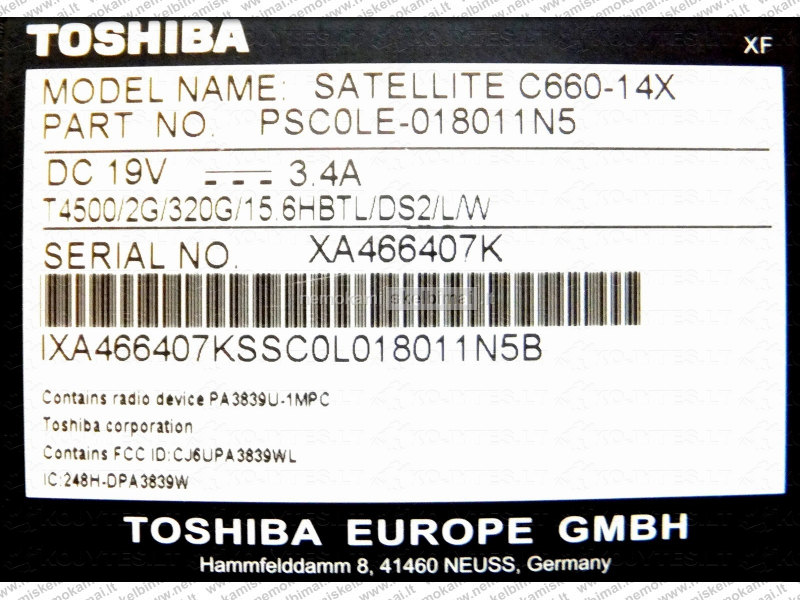 TOSHIBA
XF
MODEL NAME: SATELLITE C660-14X
PART NO. PSC0LE-018011N5
DC 19V 3.4A
T4500/2G/320G/15.6HBTL/DS2/L/W
SERIAL NO. XA466407K
nemokamiskelbimai.lt
IXA466407KSSC0L018011N5B
Contains radio device PA3839U-1MPC
Toshiba corporation
Contains FCC ID:CJ6UPA3839WL
IC:248H-DPA3839W
TOSHIBA EUROPE GMBH
Hammfelddamm 8, 41460 NEUSS, Germany